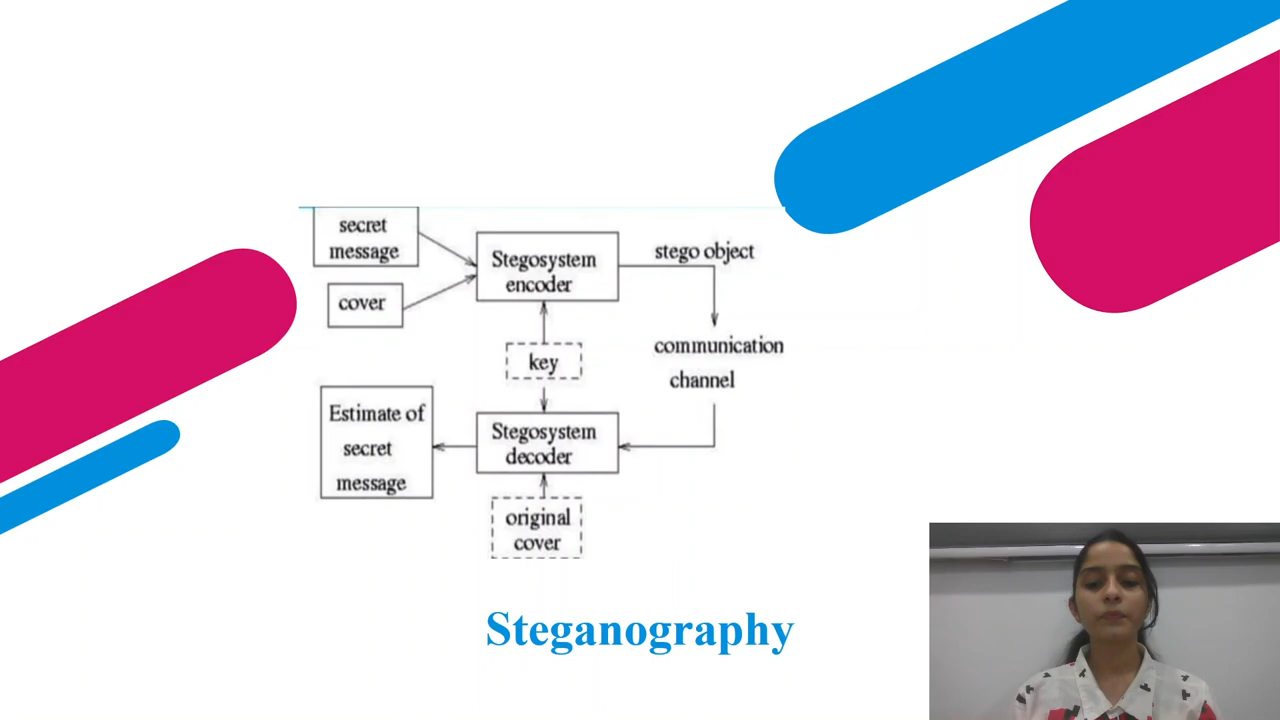 secret
message
cover
Stegosystem
encoder
stego object
key
communication
channel
Estimate of
secret
message
Stegosystem
decoder
original
cover
Steganography